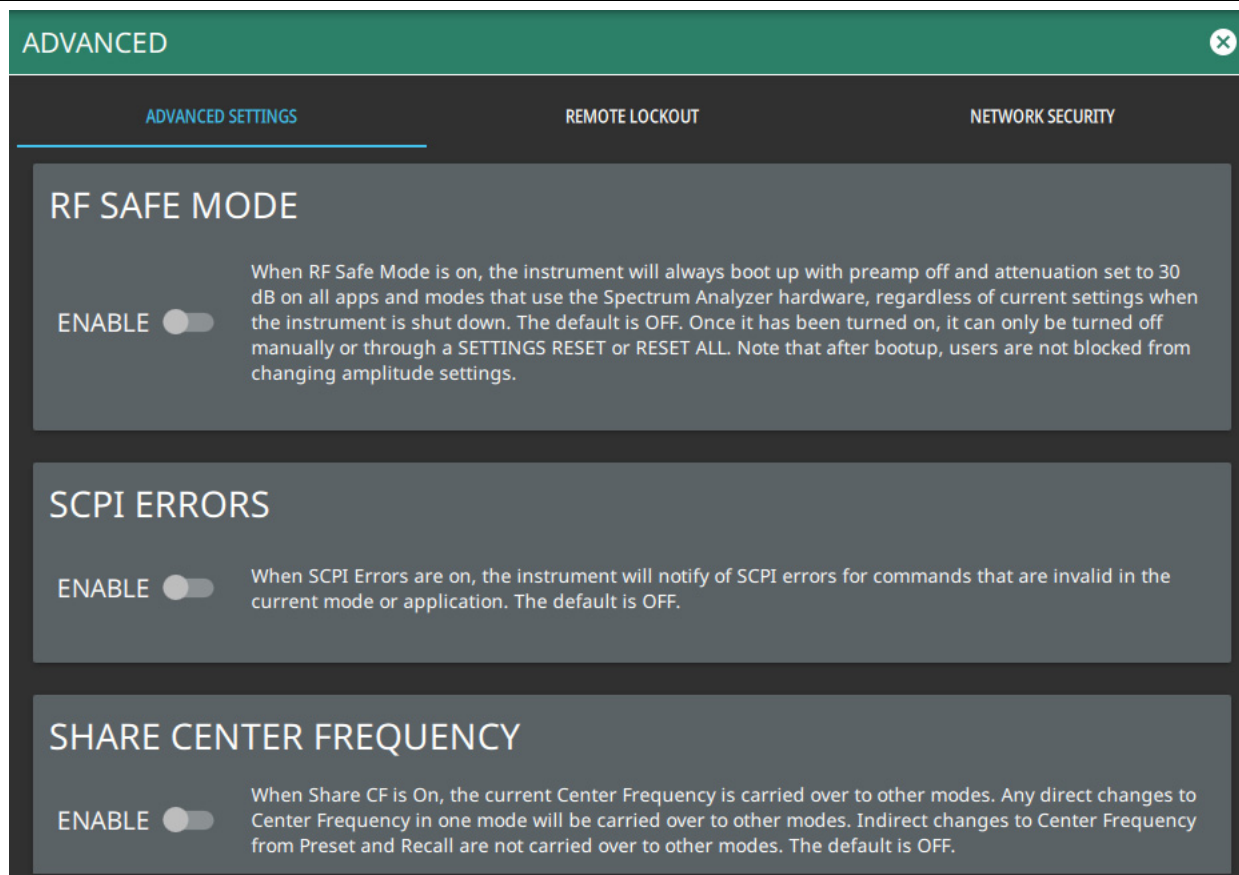 ADVANCED
ADVANCED SETTINGS
REMOTE LOCKOUT
NETWORK SECURITY
RF SAFE MODE
ENABLE
When RF Safe Mode is on, the instrument will always boot up with preamp off and attenuation set to 30
dB on all apps and modes that use the Spectrum Analyzer hardware, regardless of current settings when
the instrument is shut down. The default is OFF. Once it has been turned on, it can only be turned off
manually or through a SETTINGS RESET or RESET ALL. Note that after bootup, users are not blocked from
changing amplitude settings.
SCPI ERRORS
ENABLE
When SCPI Errors are on, the instrument will notify of SCPI errors for commands that are invalid in the
current mode or application. The default is OFF.
SHARE CENTER FREQUENCY
ENABLE
When Share CF is On, the current Center Frequency is carried over to other modes. Any direct changes to
Center Frequency in one mode will be carried over to other modes. Indirect changes to Center Frequency
from Preset and Recall are not carried over to other modes. The default is OFF.